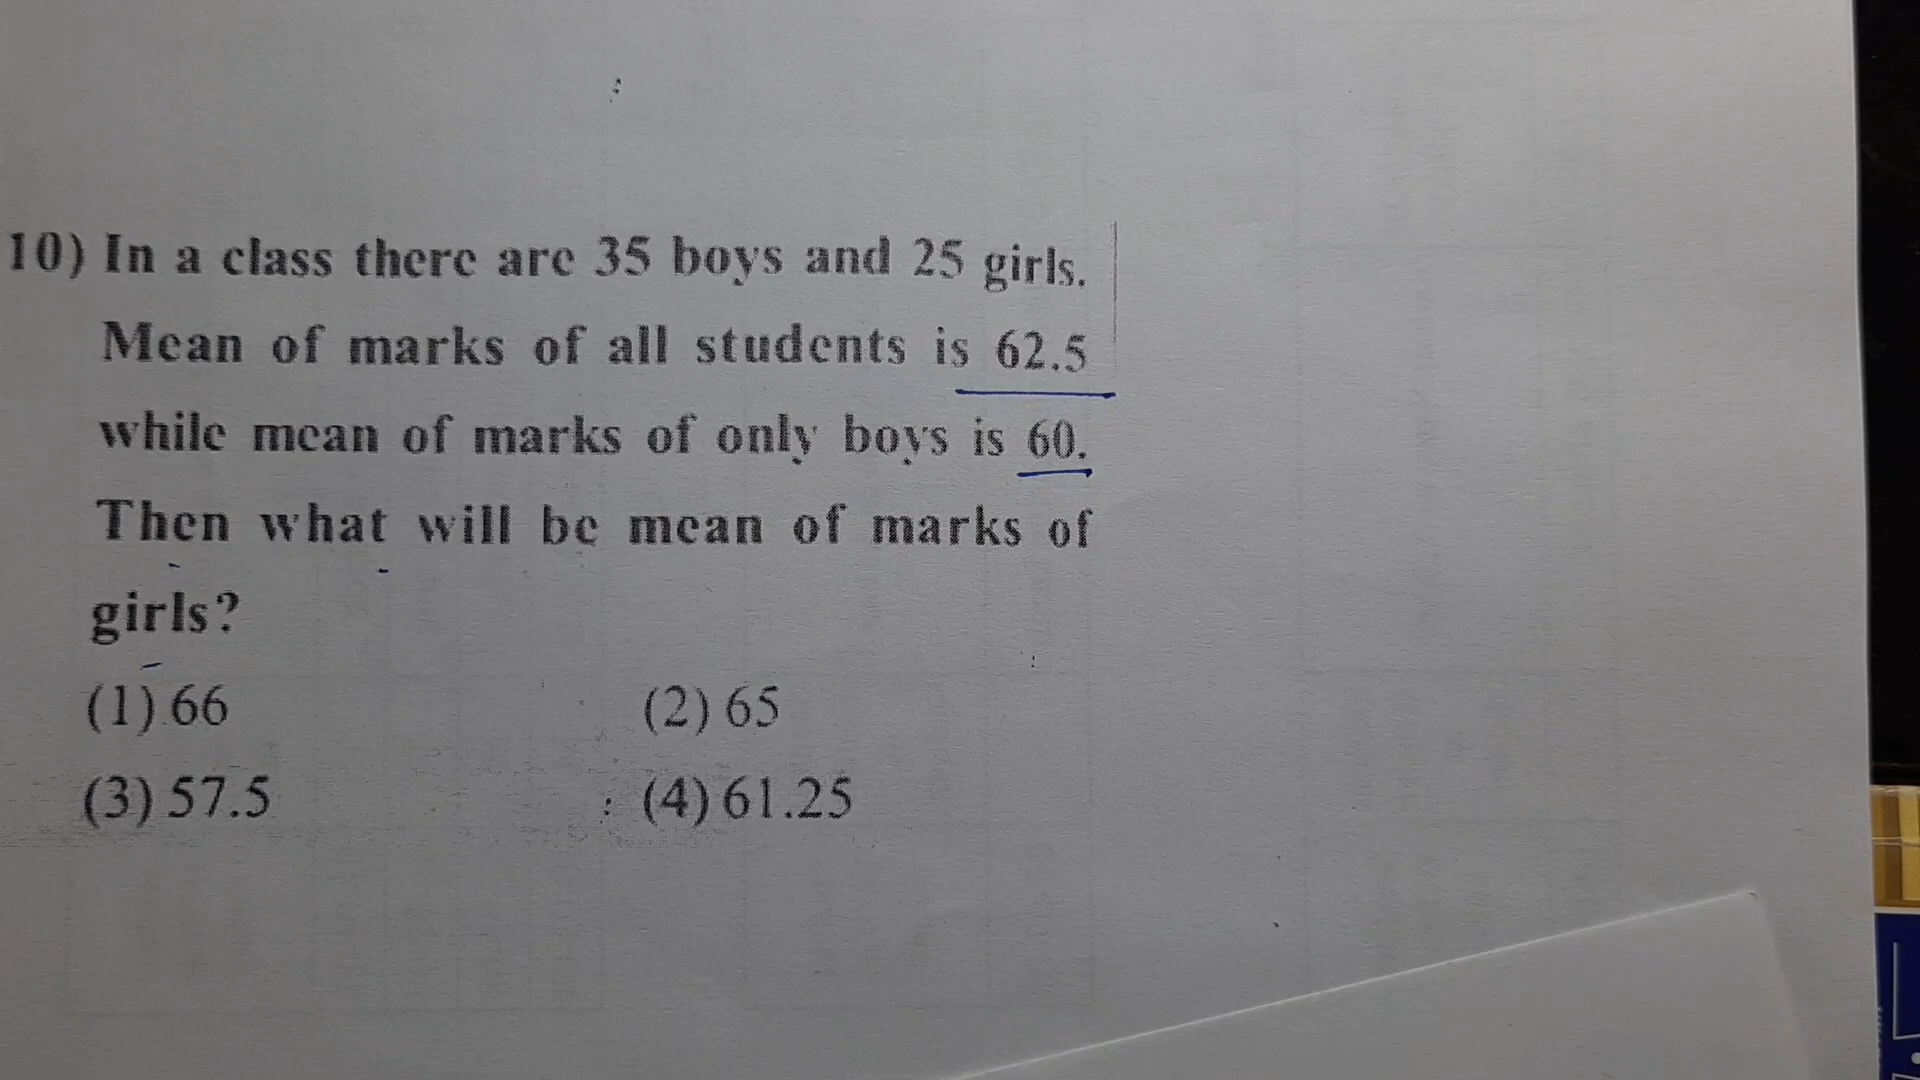 10) In a class there are 35 boys and 25 girls.
Mean of marks of all students is 62.5
while mean of marks of only boys is 60.
Then what will be mean of marks of
girls?
(1) 66 (2) 65
(3) 57.5 (4) 61.25